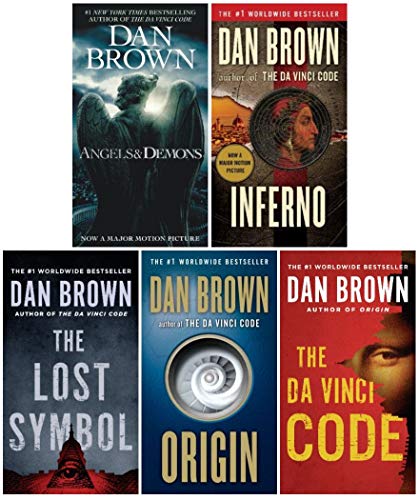 #1 NEW YORK TIMES BESTSELLING
AUTHOR OF THE DA VINCI CODE
DAN
BROWN
ANGELS & DEMONS
NOW A MAJOR MOTION PICTURE
THE #1 WORLDWIDE BESTSELLER
DAN BROWN
author of THE DA VINCI CODE
NOW A
MAJOR MOTION
PICTURE
INFERNO
THE #1 WORLDWIDE BESTSELLER
DAN BROWN
AUTHOR OF THE DA VINCI CODE
THE
LOST
SYMBOL
THE #1 WORLDWIDE BESTSELLER
DAN BROWN
author of THE DA VINCI CODE
ORIGIN
THE #1 WORLDWIDE BESTSELLER
DAN BROWN
AUTHOR OF ORIGIN
THE
DA VINCI
CODE